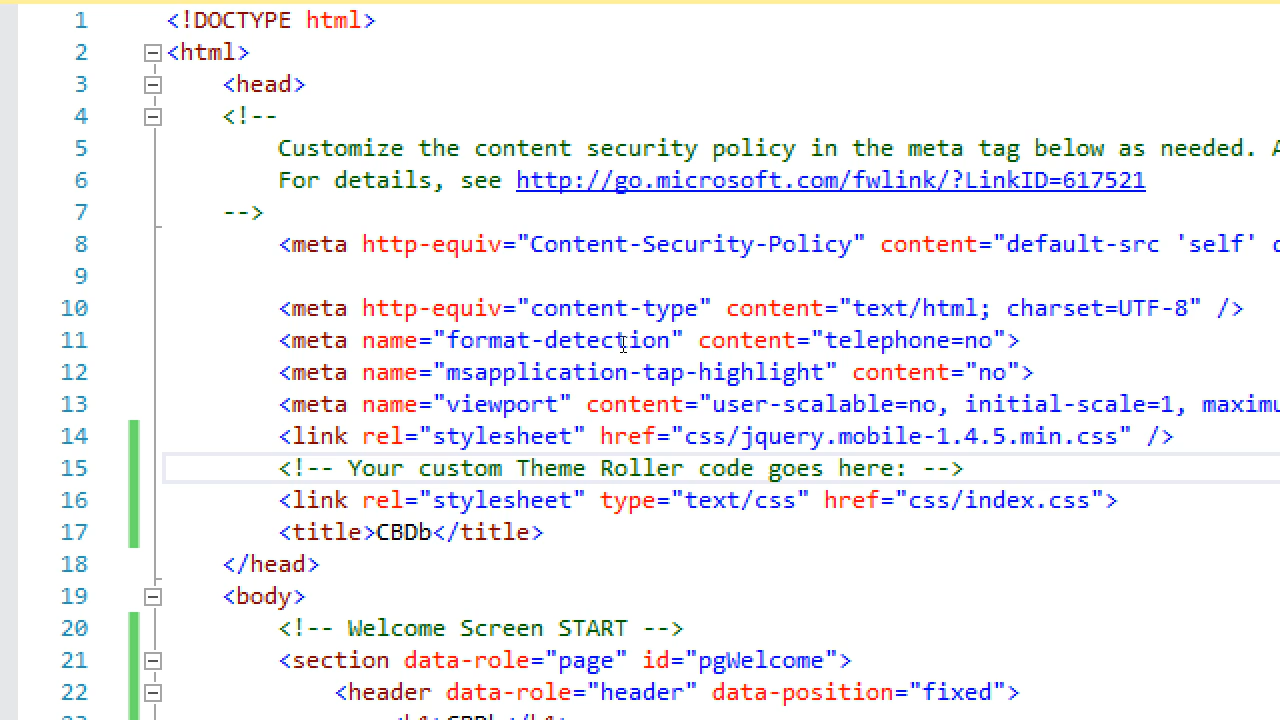 1 <!DOCTYPE html>
2 <html>
3 <head>
4 <!--
5 Customize the content security policy in the meta tag below as needed. A
6 For details, see http://go.microsoft.com/fwlink/?LinkID=617521
7 -->
8 <meta http-equiv="Content-Security-Policy" content="default-src 'self'
9
10 <meta http-equiv="content-type" content="text/html; charset=UTF-8" />
11 <meta name="format-detection" content="telephone=no">
12 <meta name="msapplication-tap-highlight" content="no">
13 <meta name="viewport" content="user-scalable=no, initial-scale=1, maximu
14 <link rel="stylesheet" href="css/jquery.mobile-1.4.5.min.css" />
15 <!-- Your custom Theme Roller code goes here: -->
16 <link rel="stylesheet" type="text/css" href="css/index.css">
17 <title>CBDb</title>
18 </head>
19 <body>
20 <!-- Welcome Screen START -->
21 <section data-role="page" id="pgWelcome">
22 <header data-role="header" data-position="fixed">
23 <h1>CBDb</h1>